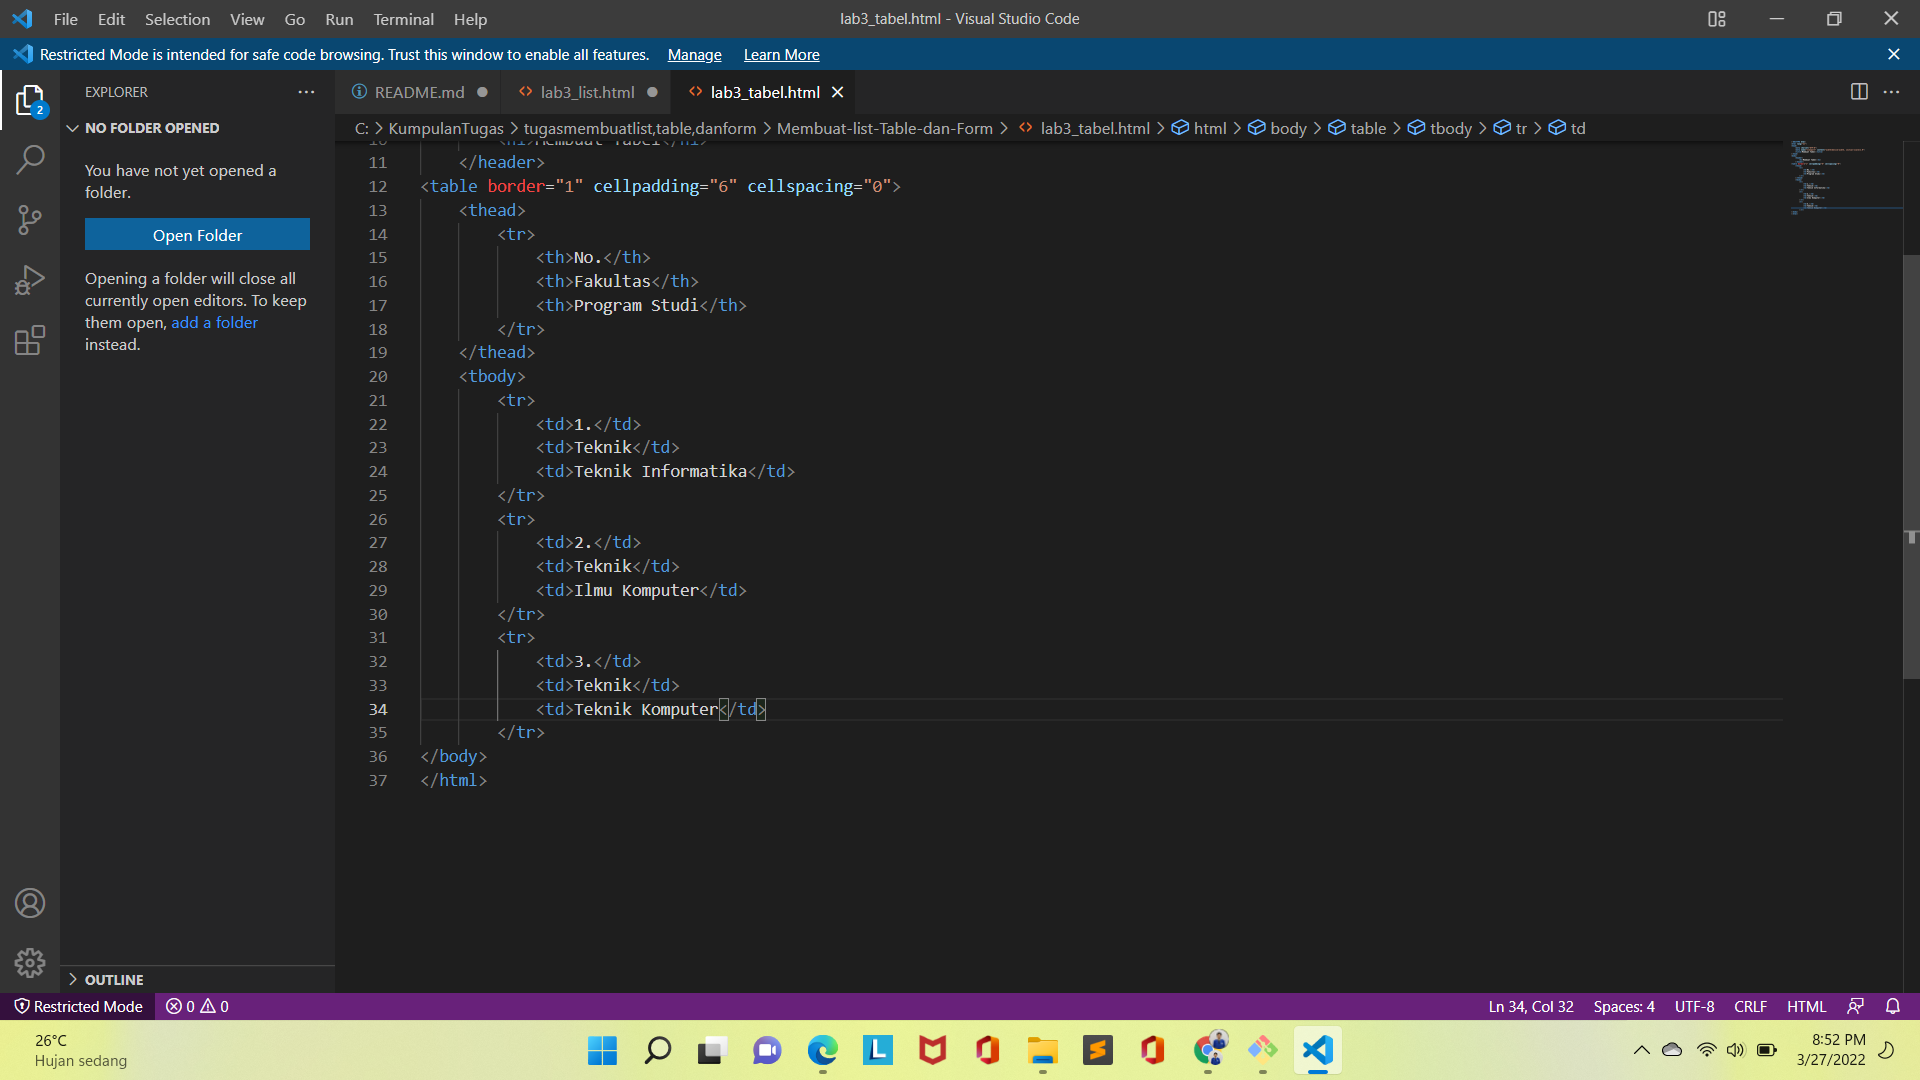 File Edit Selection View Go Run Terminal Help
lab3_tabel.html - Visual Studio Code
Restricted Mode is intended for safe code browsing. Trust this window to enable all features. Manage Learn More
EXPLORER
README.md
lab3_list.html
lab3_tabel.html
NO FOLDER OPENED
C: > KumpulanTugas > tugasmembuatlist,table,danform > Membuat-list-Table-dan-Form > lab3_tabel.html > html > body > table > tbody > tr > td
2
You have not yet opened a
folder.
Open Folder
Opening a folder will close all
currently open editors. To keep
them open, add a folder
instead.
10 <h1>Membuat Tabel</h1>
11 </header>
12 <table border="1" cellpadding="6" cellspacing="0">
13 <thead>
14 <tr>
15 <th>No.</th>
16 <th>Fakultas</th>
17 <th>Program Studi</th>
18 </tr>
19 </thead>
20 <tbody>
21 <tr>
22 <td>1.</td>
23 <td>Teknik</td>
24 <td>Teknik Informatika</td>
25 </tr>
26 <tr>
27 <td>2.</td>
28 <td>Teknik</td>
29 <td>Ilmu Komputer</td>
30 </tr>
31 <tr>
32 <td>3.</td>
33 <td>Teknik</td>
34 <td>Teknik Komputer</td>
35 </tr>
36 </body>
37 </html>
OUTLINE
Restricted Mode 0 0
Ln 34, Col 32 Spaces: 4 UTF-8 CRLF HTML
26°C
Hujan sedang
8:52 PM
3/27/2022